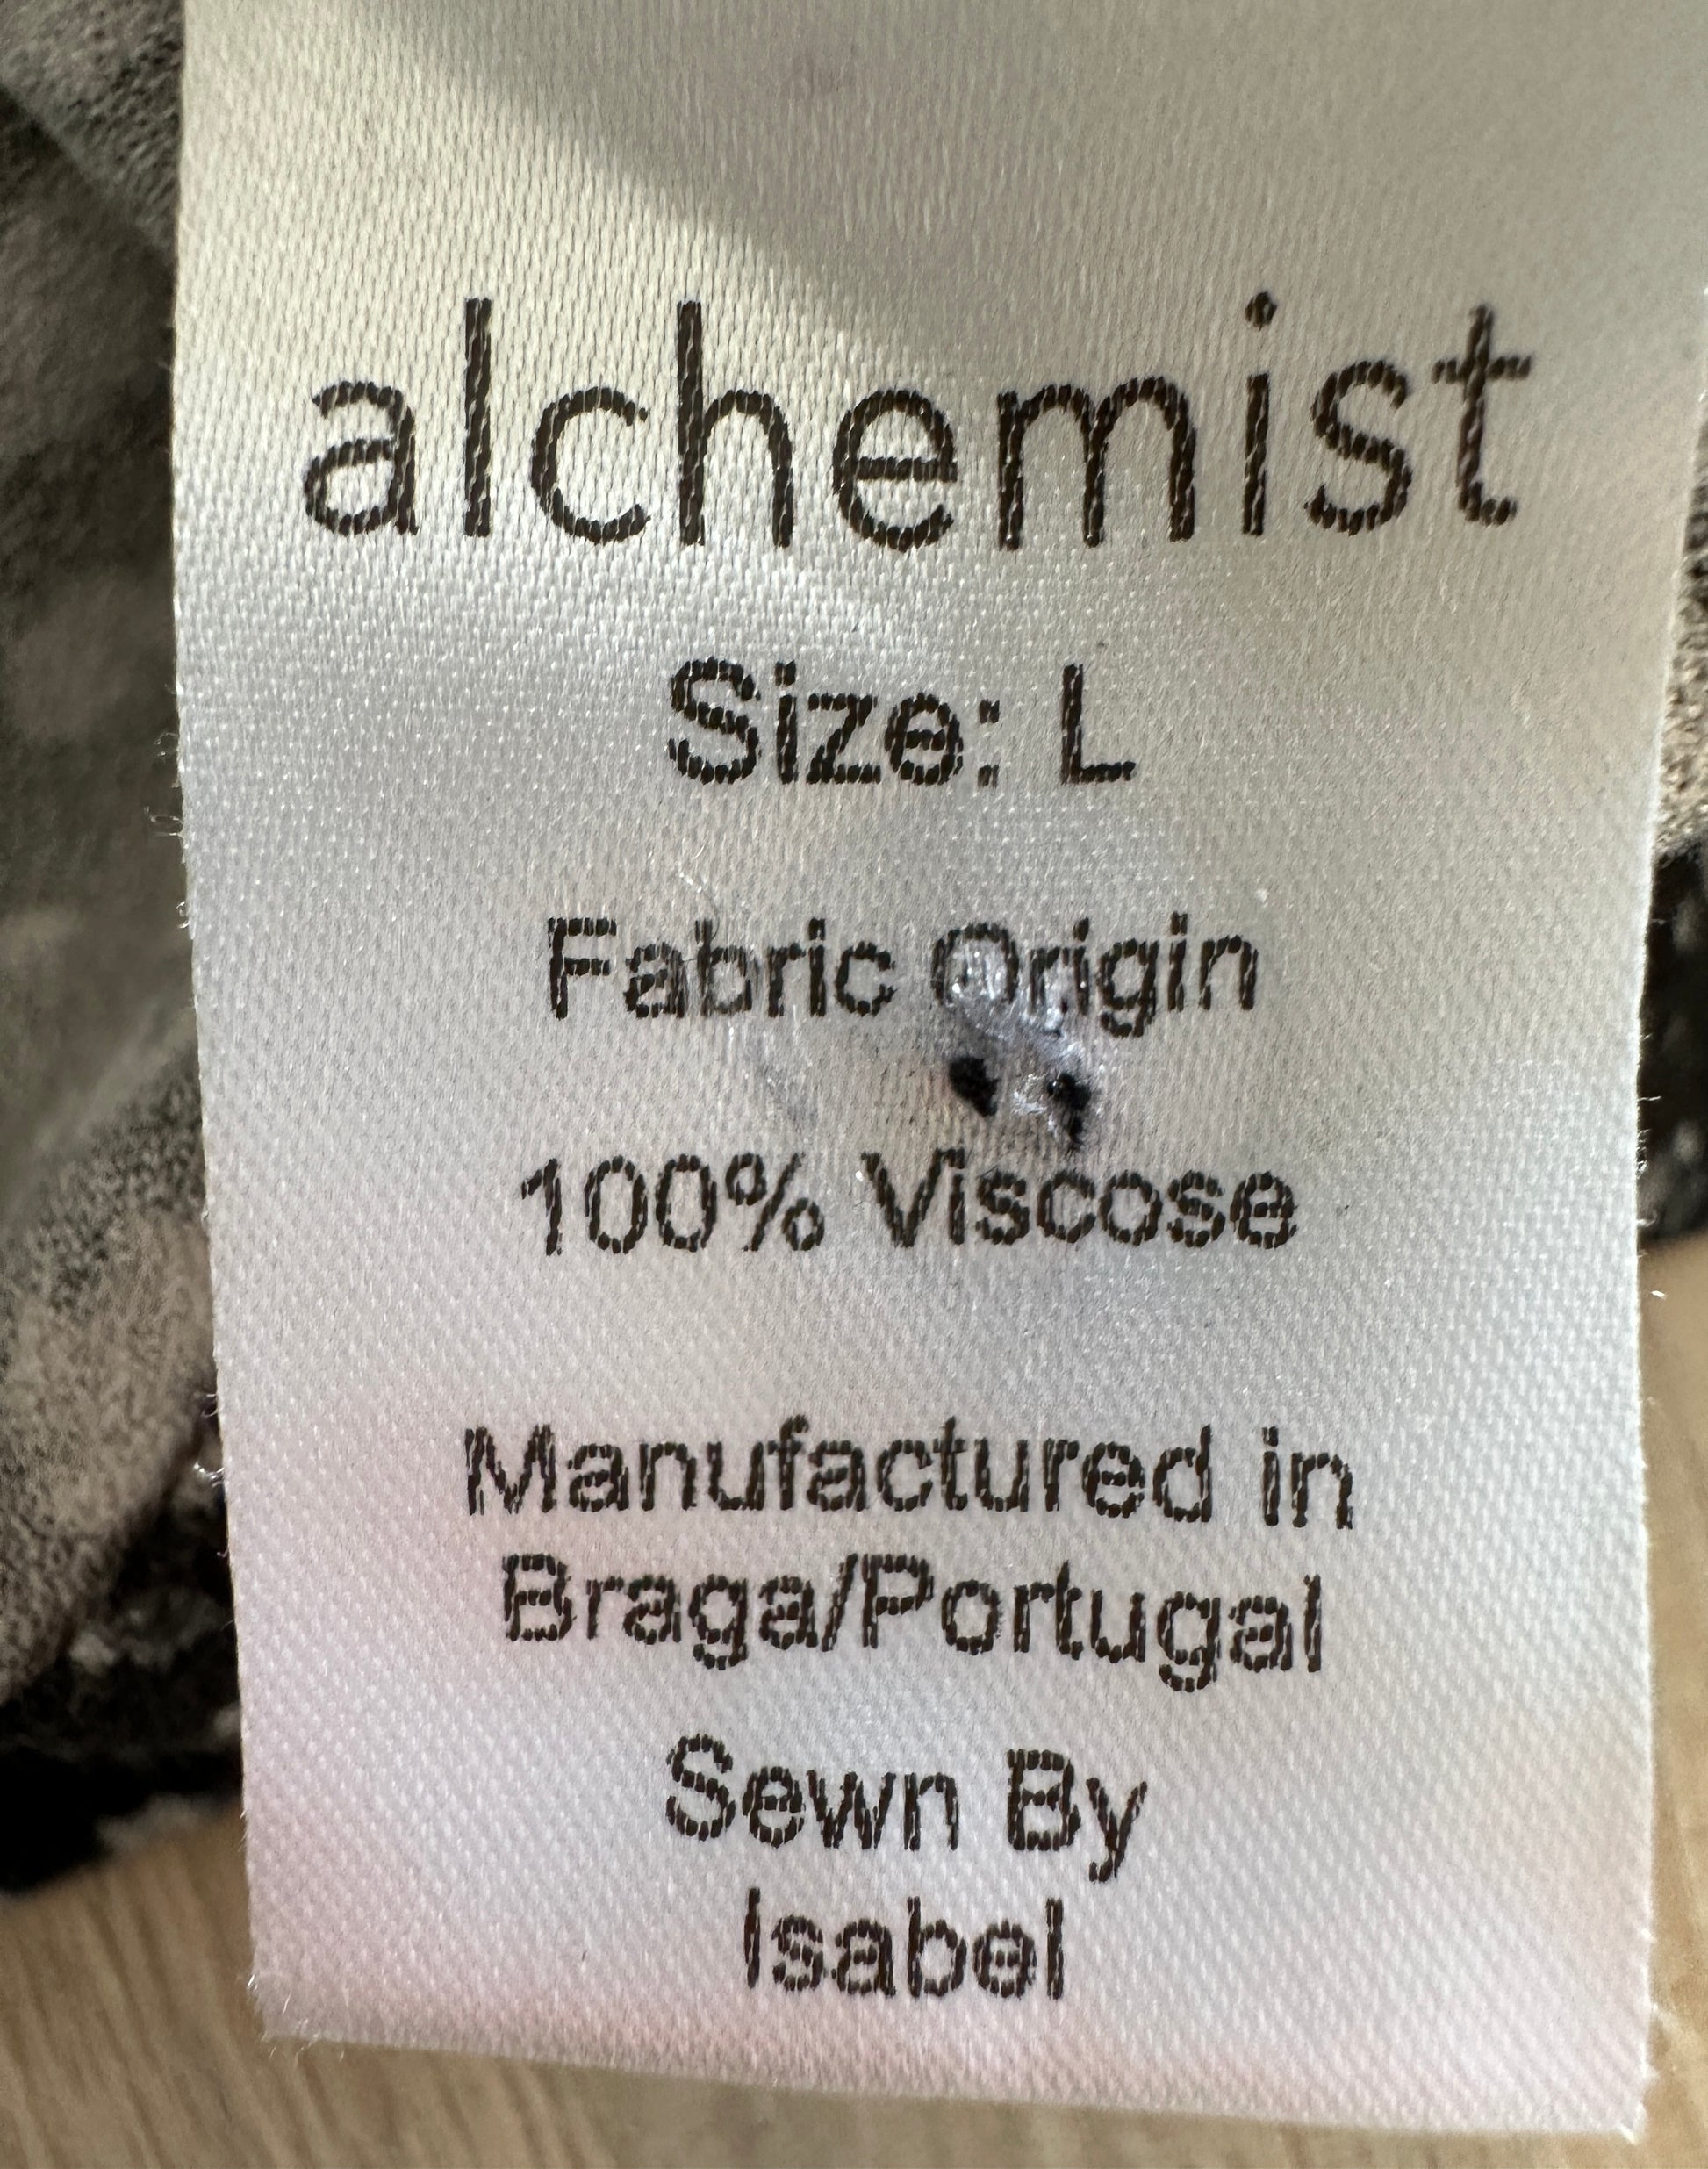 alchemist
Size: L
Fabric Origin
100% Viscose
Manufactured in
Braga/Portugal
Sewn By
Isabel